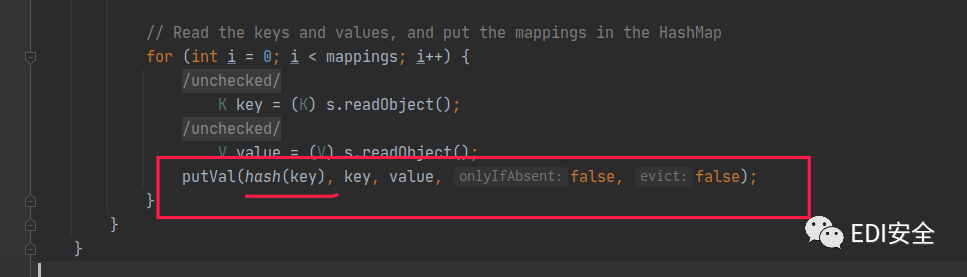 // Read the keys and values, and put the mappings in the HashMap
for (int i = 0; i < mappings; i++) {
/unchecked/
K key = (K) s.readObject();
/unchecked/
V value = (V) s.readObject();
putVal(hash(key), key, value, onlyIfAbsent: false, evict: false);
}
}
}
EDI安全